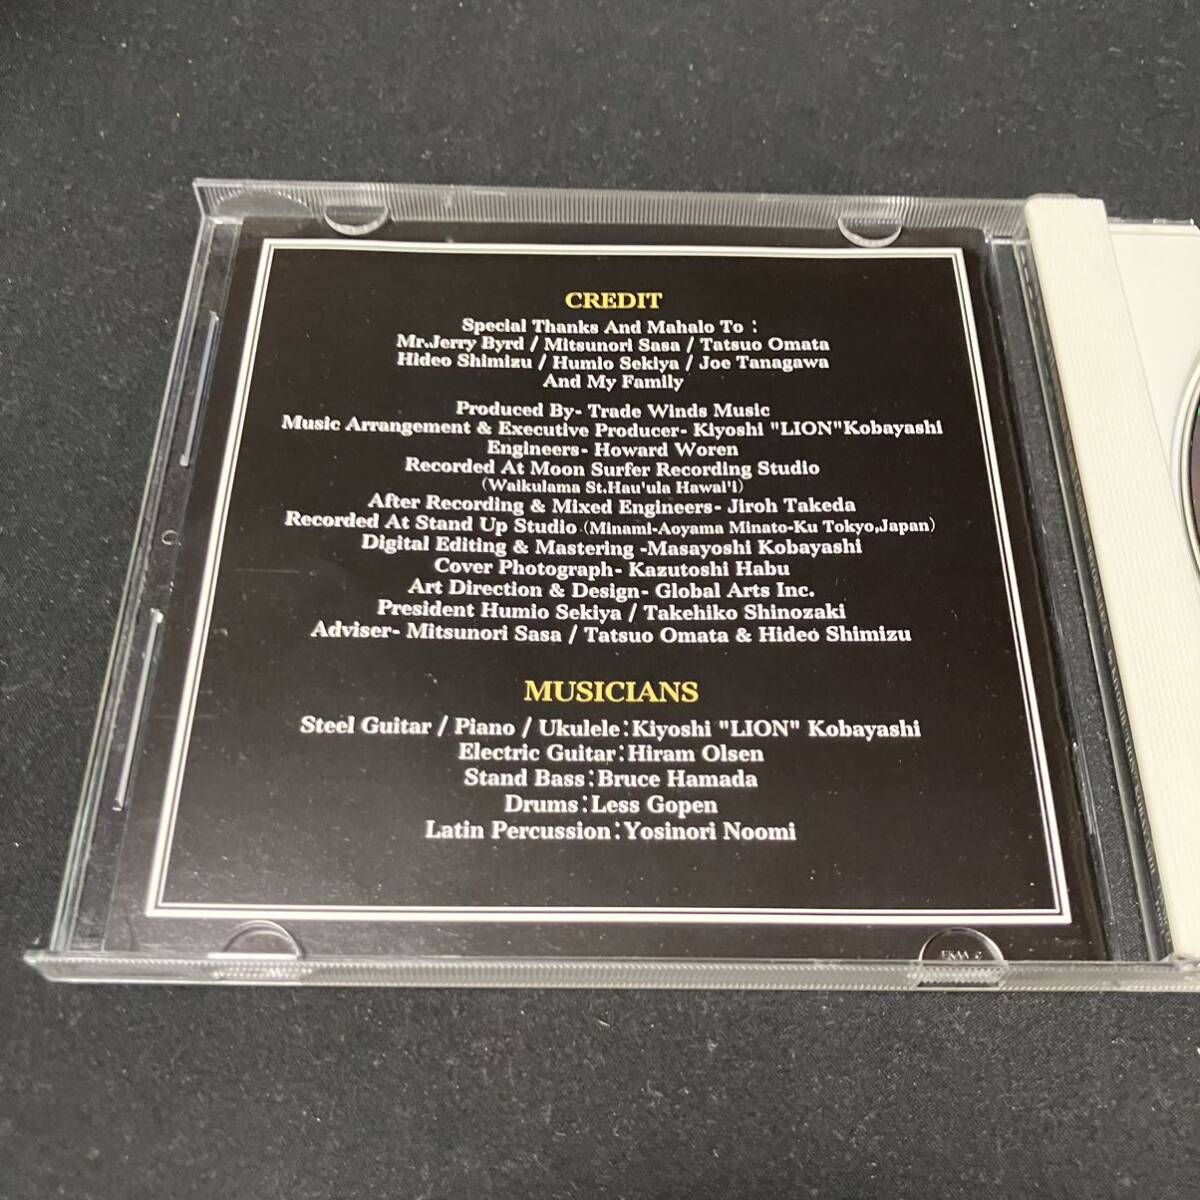 CREDIT
Special Thanks And Mahalo To :
Mr.Jerry Byrd / Mitsunori Sasa / Tatsuo Omata
Hideo Shimizu / Humio Sekiya / Joe Tanagawa
And My Family
Produced By- Trade Winds Music
Music Arrangement & Executive Producer- Kiyoshi "LION"Kobayashi
Engineers- Howard Woren
Recorded At Moon Surfer Recording Studio
(Waikulama St.Hau'ula Hawai'i)
After Recording & Mixed Engineers- Jiroh Takeda
Recorded At Stand Up Studio (Minami-Aoyama Minato-Ku Tokyo,Japan)
Digital Editing & Mastering -Masayoshi Kobayashi
Cover Photograph- Kazutoshi Habu
Art Direction & Design- Global Arts Inc.
President Humio Sekiya / Takehiko Shinozaki
Adviser- Mitsunori Sasa / Tatsuo Omata & Hideo Shimizu
MUSICIANS
Steel Guitar / Piano / Ukulele:Kiyoshi "LION" Kobayashi
Electric Guitar:Hiram Olsen
Stand Bass:Bruce Hamada
Drums:Less Gopen
Latin Percussion:Yosinori Noomi